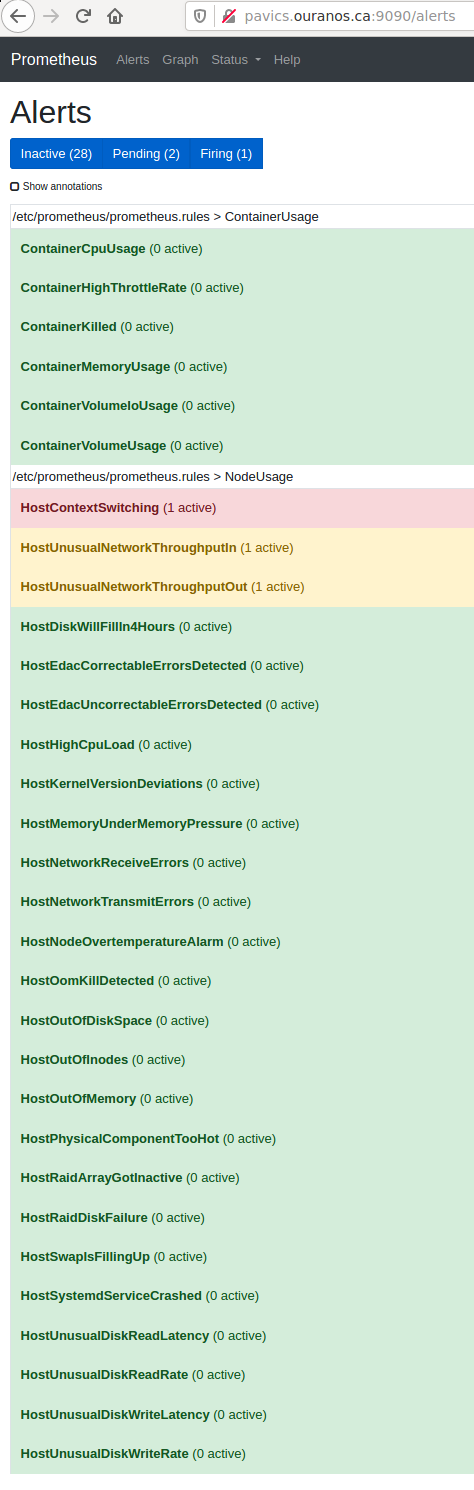 pavics.ouranos.ca:9090/alerts
Prometheus Alerts Graph Status Help
Alerts
Inactive (28) Pending (2) Firing (1)
Show annotations
/etc/prometheus/prometheus.rules > ContainerUsage
ContainerCpuUsage (0 active)
ContainerHighThrottleRate (0 active)
ContainerKilled (0 active)
ContainerMemoryUsage (0 active)
ContainerVolumeIoUsage (0 active)
ContainerVolumeUsage (0 active)
/etc/prometheus/prometheus.rules > NodeUsage
HostContextSwitching (1 active)
HostUnusualNetworkThroughputIn (1 active)
HostUnusualNetworkThroughputOut (1 active)
HostDiskWillFillIn4Hours (0 active)
HostEdacCorrectableErrorsDetected (0 active)
HostEdacUncorrectableErrorsDetected (0 active)
HostHighCpuLoad (0 active)
HostKernelVersionDeviations (0 active)
HostMemoryUnderMemoryPressure (0 active)
HostNetworkReceiveErrors (0 active)
HostNetworkTransmitErrors (0 active)
HostNodeOvertemperatureAlarm (0 active)
HostOomKillDetected (0 active)
HostOutOfDiskSpace (0 active)
HostOutOfInodes (0 active)
HostOutOfMemory (0 active)
HostPhysicalComponentTooHot (0 active)
HostRaidArrayGotInactive (0 active)
HostRaidDiskFailure (0 active)
HostSwapIsFillingUp (0 active)
HostSystemdServiceCrashed (0 active)
HostUnusualDiskReadLatency (0 active)
HostUnusualDiskReadRate (0 active)
HostUnusualDiskWriteLatency (0 active)
HostUnusualDiskWriteRate (0 active)